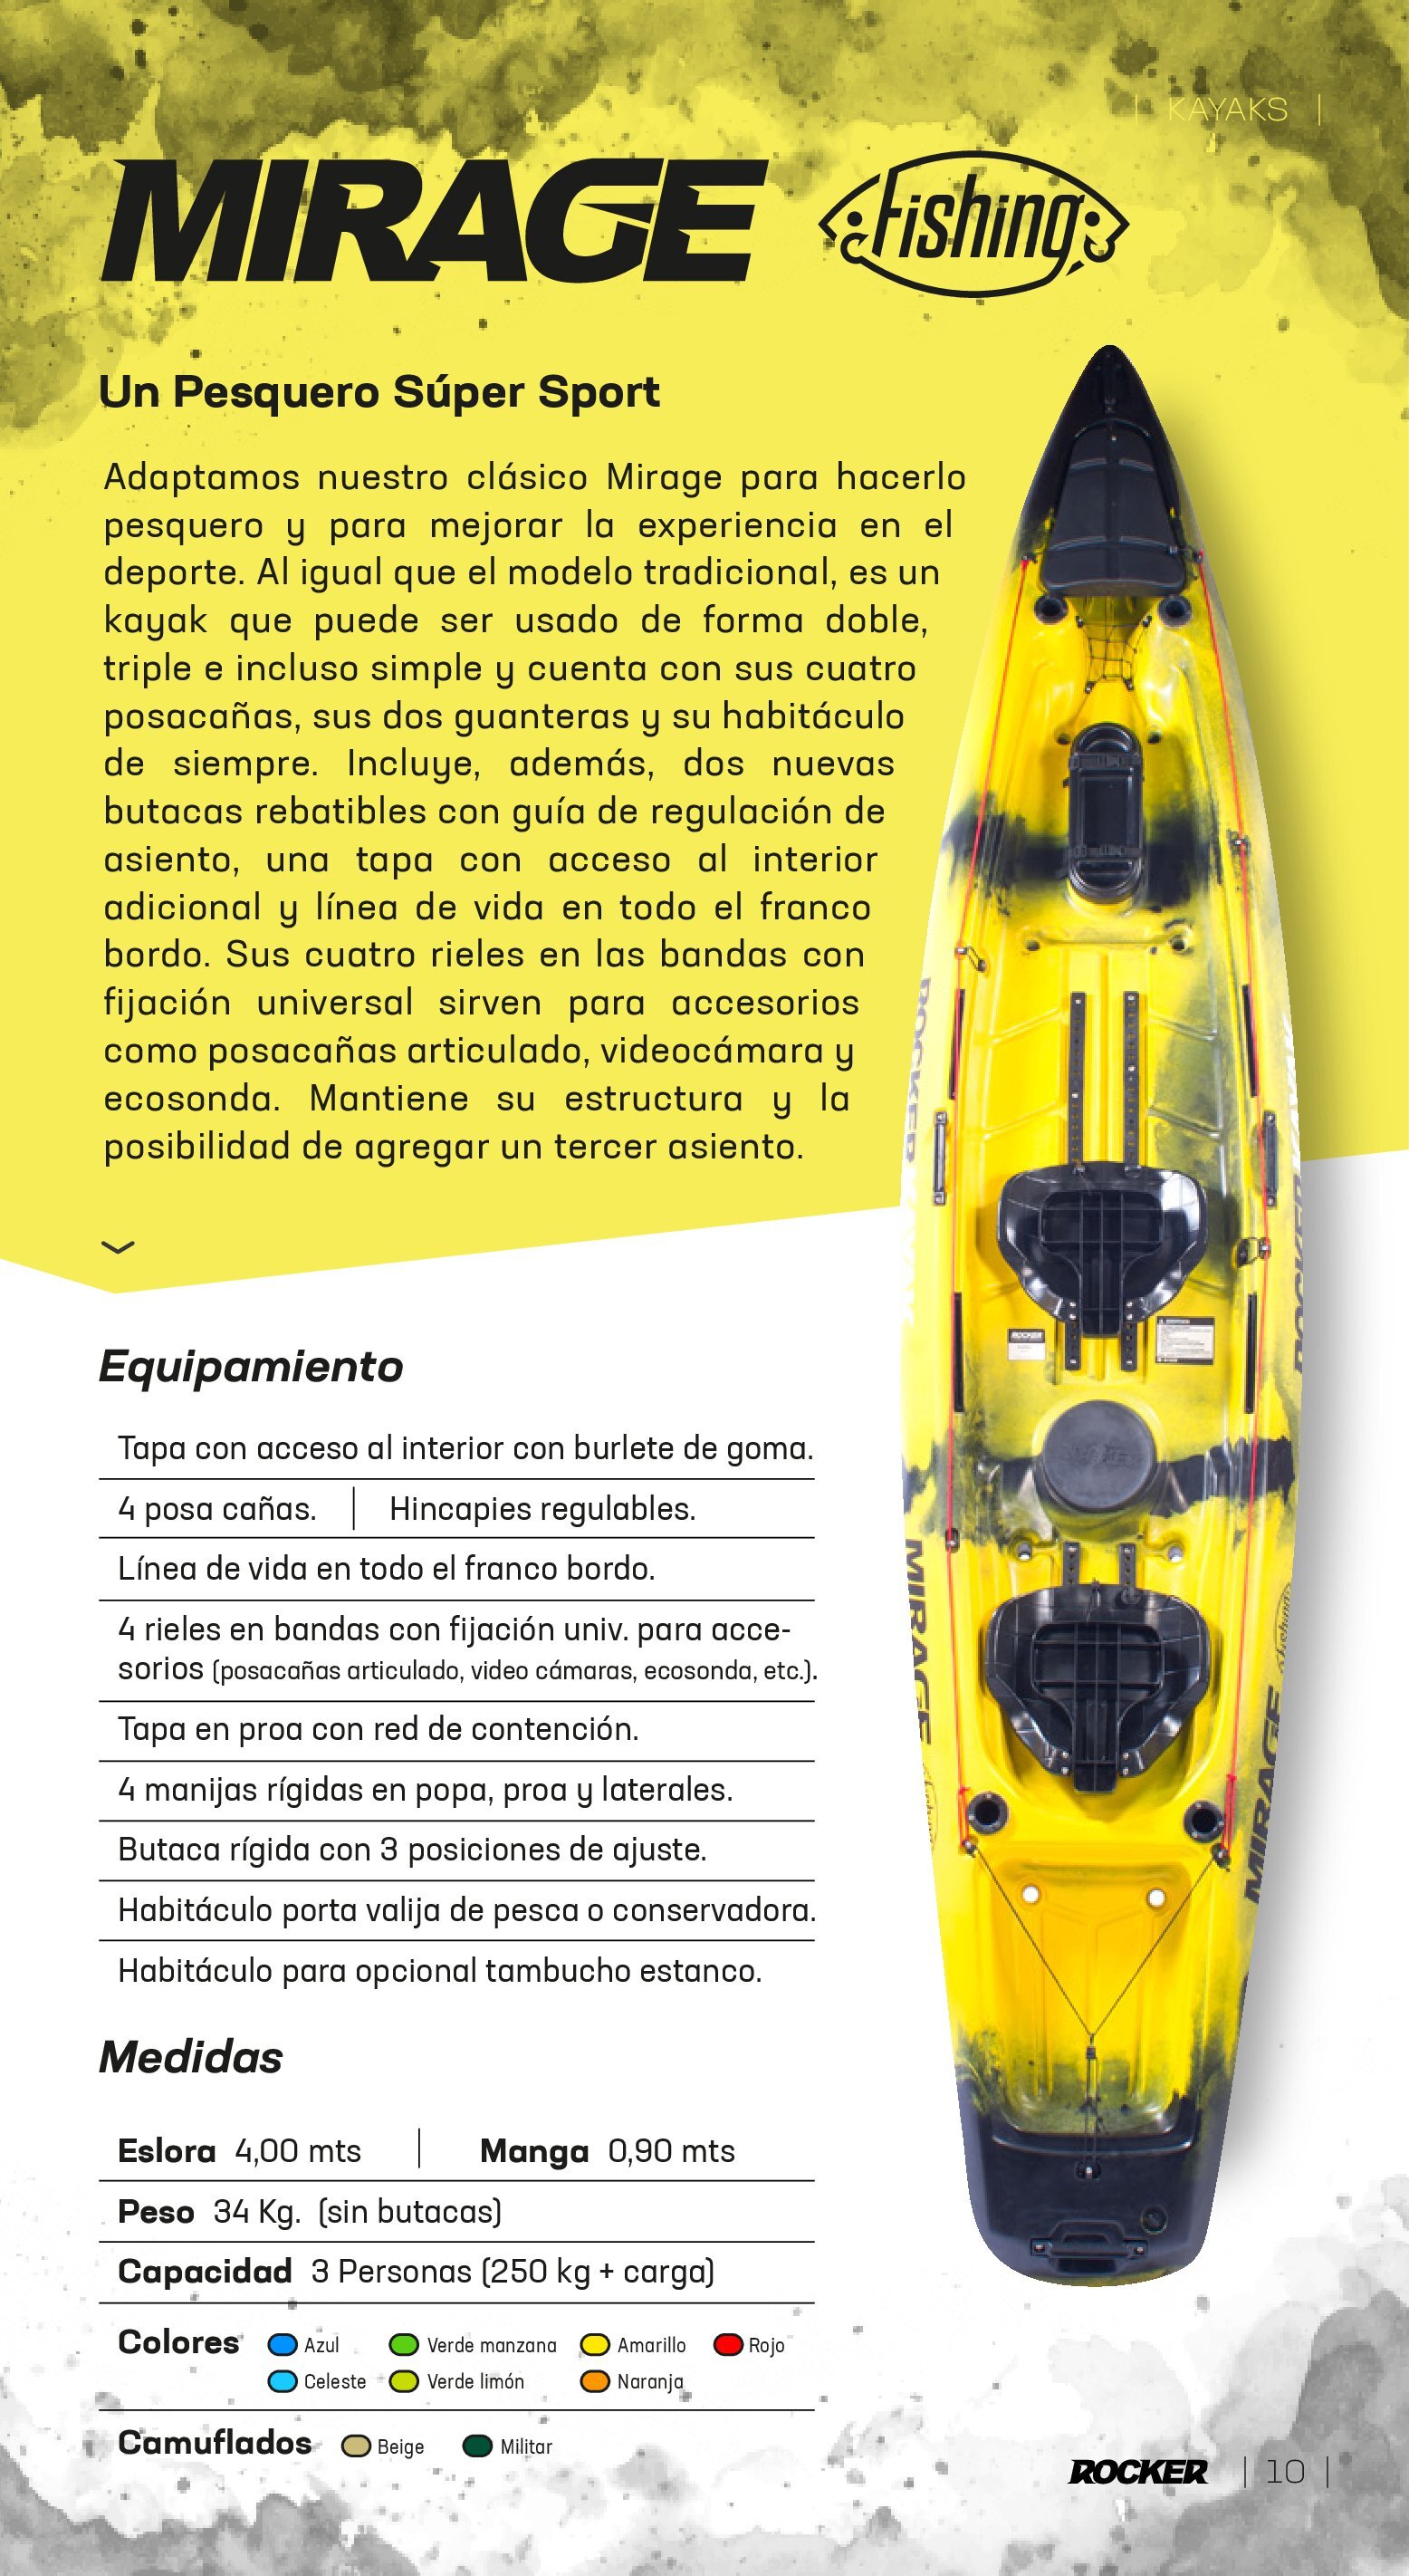 | KAYAKS |
MIRAGE Fishing
Un Pesquero Súper Sport
Adaptamos nuestro clásico Mirage para hacerlo
pesquero y para mejorar la experiencia en el
deporte. Al igual que el modelo tradicional, es un
kayak que puede ser usado de forma doble,
triple e incluso simple y cuenta con sus cuatro
posacañas, sus dos guanteras y su habitáculo
de siempre. Incluye, además, dos nuevas
butacas rebatibles con guía de regulación de
asiento, una tapa con acceso al interior
adicional y línea de vida en todo el franco
bordo. Sus cuatro rieles en las bandas con
fijación universal sirven para accesorios
como posacañas articulado, videocámara y
ecosonda. Mantiene su estructura y la
posibilidad de agregar un tercer asiento.
Equipamiento
Tapa con acceso al interior con burlete de goma.
4 posa cañas. | Hincapies regulables.
Línea de vida en todo el franco bordo.
4 rieles en bandas con fijación univ. para acce-
sorios (posacañas articulado, video cámaras, ecosonda, etc.).
Tapa en proa con red de contención.
4 manijas rígidas en popa, proa y laterales.
Butaca rígida con 3 posiciones de ajuste.
Habitáculo porta valija de pesca o conservadora.
Habitáculo para opcional tambucho estanco.
Medidas
Eslora 4,00 mts | Manga 0,90 mts
Peso 34 Kg. (sin butacas)
Capacidad 3 Personas (250 kg + carga)
Colores Azul Verde manzana Amarillo Rojo
Celeste Verde limón Naranja
Camuflados Beige Militar
ROCKER | 10 |
ROCKER
ROCKER
MIRAGE
MIRAGE
Fishing
ROCKER